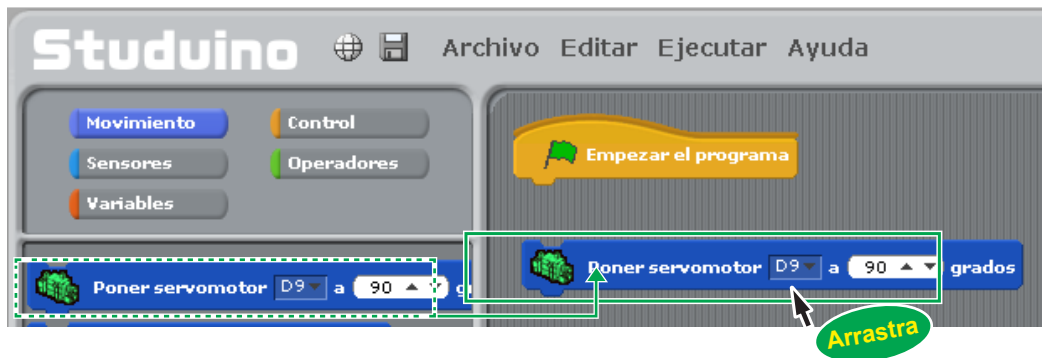 Studuino Archivo Editar Ejecutar Ayuda
Movimiento Control
Sensores Operadores
Variables
Empezar el programa
Poner servomotor D9 a 90 g
Poner servomotor D9 a 90 grados
Arrastra